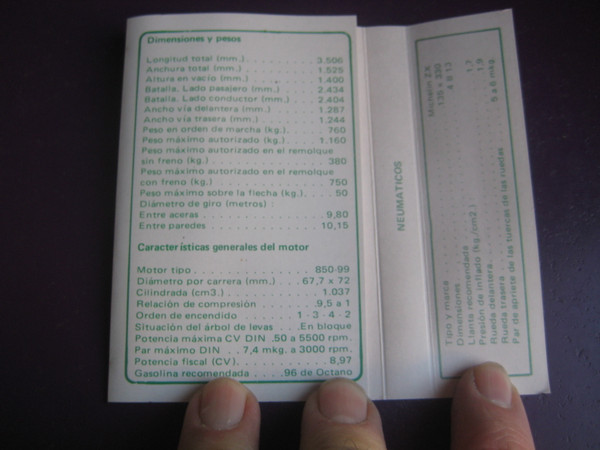 Dimensiones y pesos
Longitud total (mm.) . . . . . . . . . 3.506
Anchura total (mm.) . . . . . . . . . 1.525
Altura en vacío (mm.) . . . . . . . . 1.400
Batalla. Lado pasajero (mm.) . . . . . 2.434
Batalla. Lado conductor (mm.) . . . . 2.404
Ancho vía delantera (mm.) . . . . . . 1.287
Ancho vía trasera (mm.) . . . . . . . 1.244
Peso en orden de marcha (kg.) . . . . . 760
Peso máximo autorizado (kg.) . . . . 1.160
Peso máximo autorizado en el remolque
sin freno (kg.) . . . . . . . . . . . . 380
Peso máximo autorizado en el remolque
con freno (kg.) . . . . . . . . . . . . 750
Peso máximo sobre la flecha (kg.) . . . . 50
Diámetro de giro (metros) :
Entre aceras . . . . . . . . . . . . . 9,80
Entre paredes . . . . . . . . . . . . 10,15
Características generales del motor
Motor tipo . . . . . . . . . . . . . 850-99
Diámetro por carrera (mm.) . . . 67,7 x 72
Cilindrada (cm3.) . . . . . . . . . . 1.037
Relación de compresión . . . . . . 9,5 a 1
Orden de encendido . . . . . . 1 - 3 - 4 - 2
Situación del árbol de levas . . . En bloque
Potencia máxima CV DIN . 50 a 5500 rpm.
Par máximo DIN . . 7,4 mkg. a 3000 rpm.
Potencia fiscal (CV) . . . . . . . . . 8,97
Gasolina recomendada . . . . 96 de Octano
NEUMATICOS
Tipo y marca . . . . . Michelin ZX
Dimensiones . . . . .
Llanta recomendada . . . . . 4 B 13
Presión de inflado (kg./cm2.)
Rueda delantera . . . . . 1,7
Rueda trasera . . . . . 1,9
Par de apriete de las tuercas de las ruedas